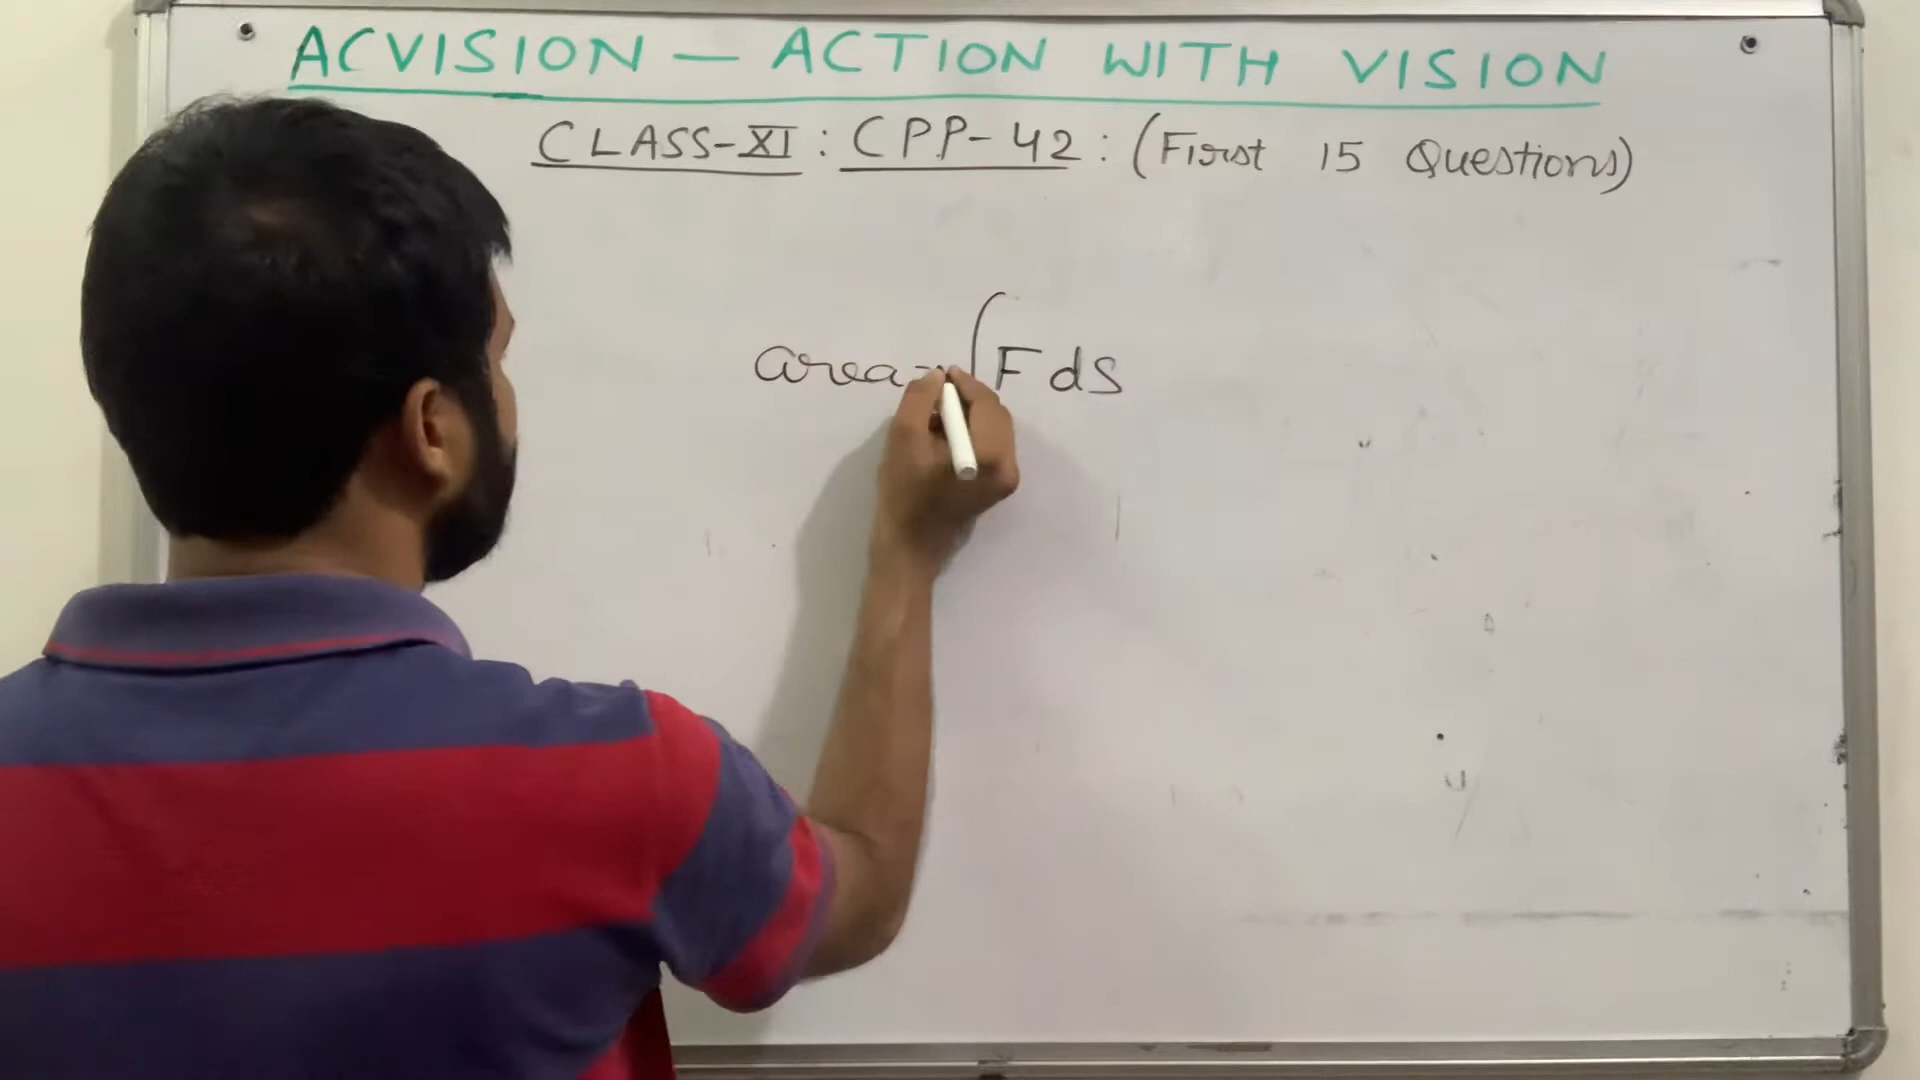 ACVISION — ACTION WITH VISION
CLASS-XI : CPP-42 : (First 15 Questions)
area = ∫F dS